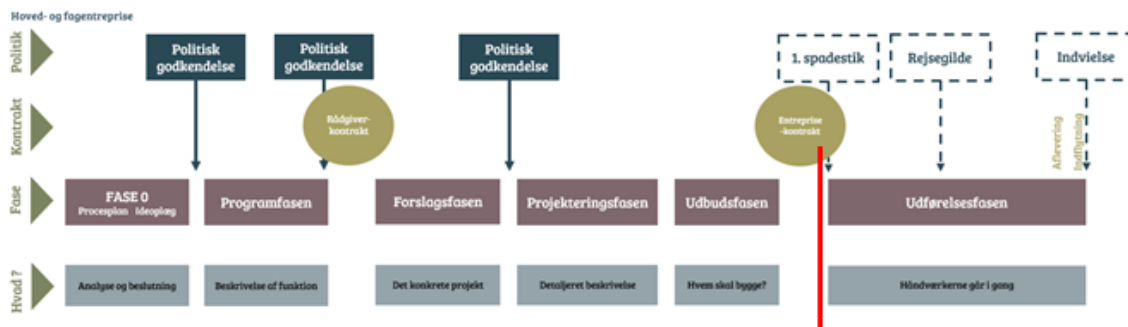 Hoved- og fagentreprise
Politik
Politisk
godkendelse
Politisk
godkendelse
Politisk
godkendelse
1. spadestik
Rejsegilde
Indvielse
Kontrakt
Rådgiver-
kontrakt
Entreprise
-kontrakt
Aflevering
Indflytning
Fase
FASE 0
Procesplan Ideoplæg
Programfasen
Forslagsfasen
Projekteringsfasen
Udbudsfasen
Udførelsesfasen
Hvad ?
Analyse og beslutning
Beskrivelse af funktion
Det konkrete projekt
Detaljeret beskrivelse
Hvem skal bygge?
Håndværkerne går i gang